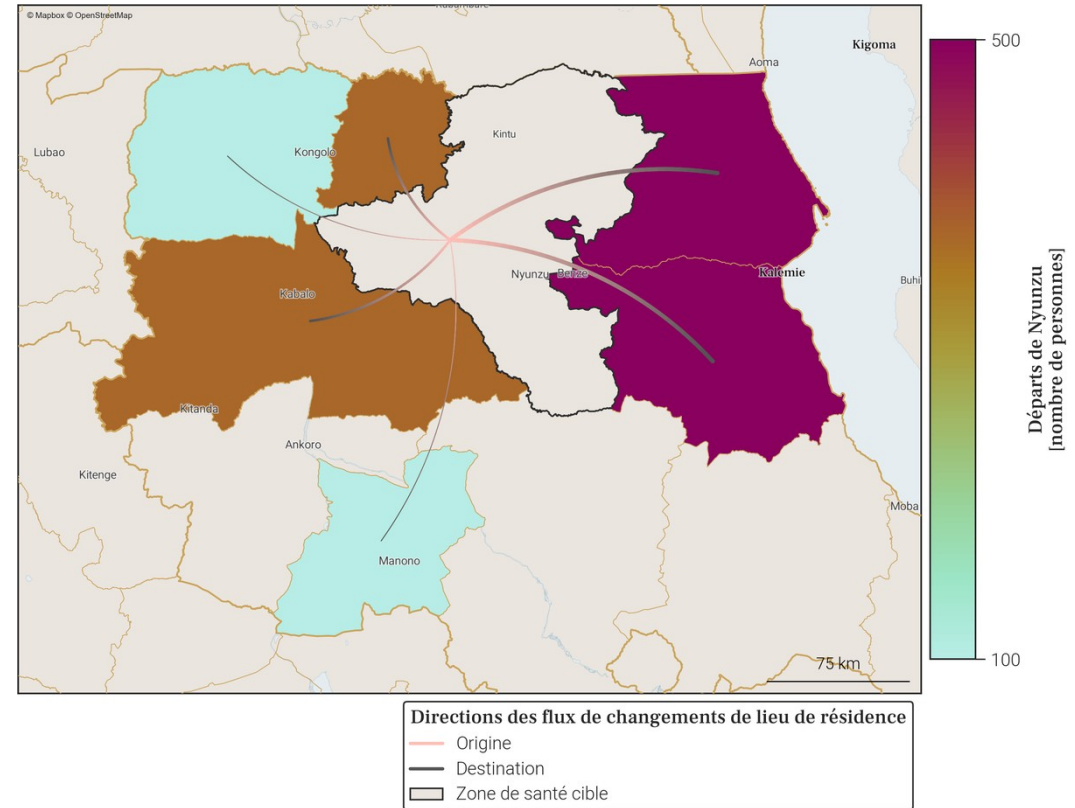 © Mapbox © OpenStreetMap
Kabambare
500
Kigoma
Aoma
Kintu
Lubao
Kongolo
Nyunzu
Benze
Kalemie
Buhi
Kabalo
Départs de Nyunzu
[nombre de personnes]
Kitanda
Ankoro
Kitenge
Moba
Manono
100
75 km
Directions des flux de changements de lieu de résidence
Origine
Destination
Zone de santé cible